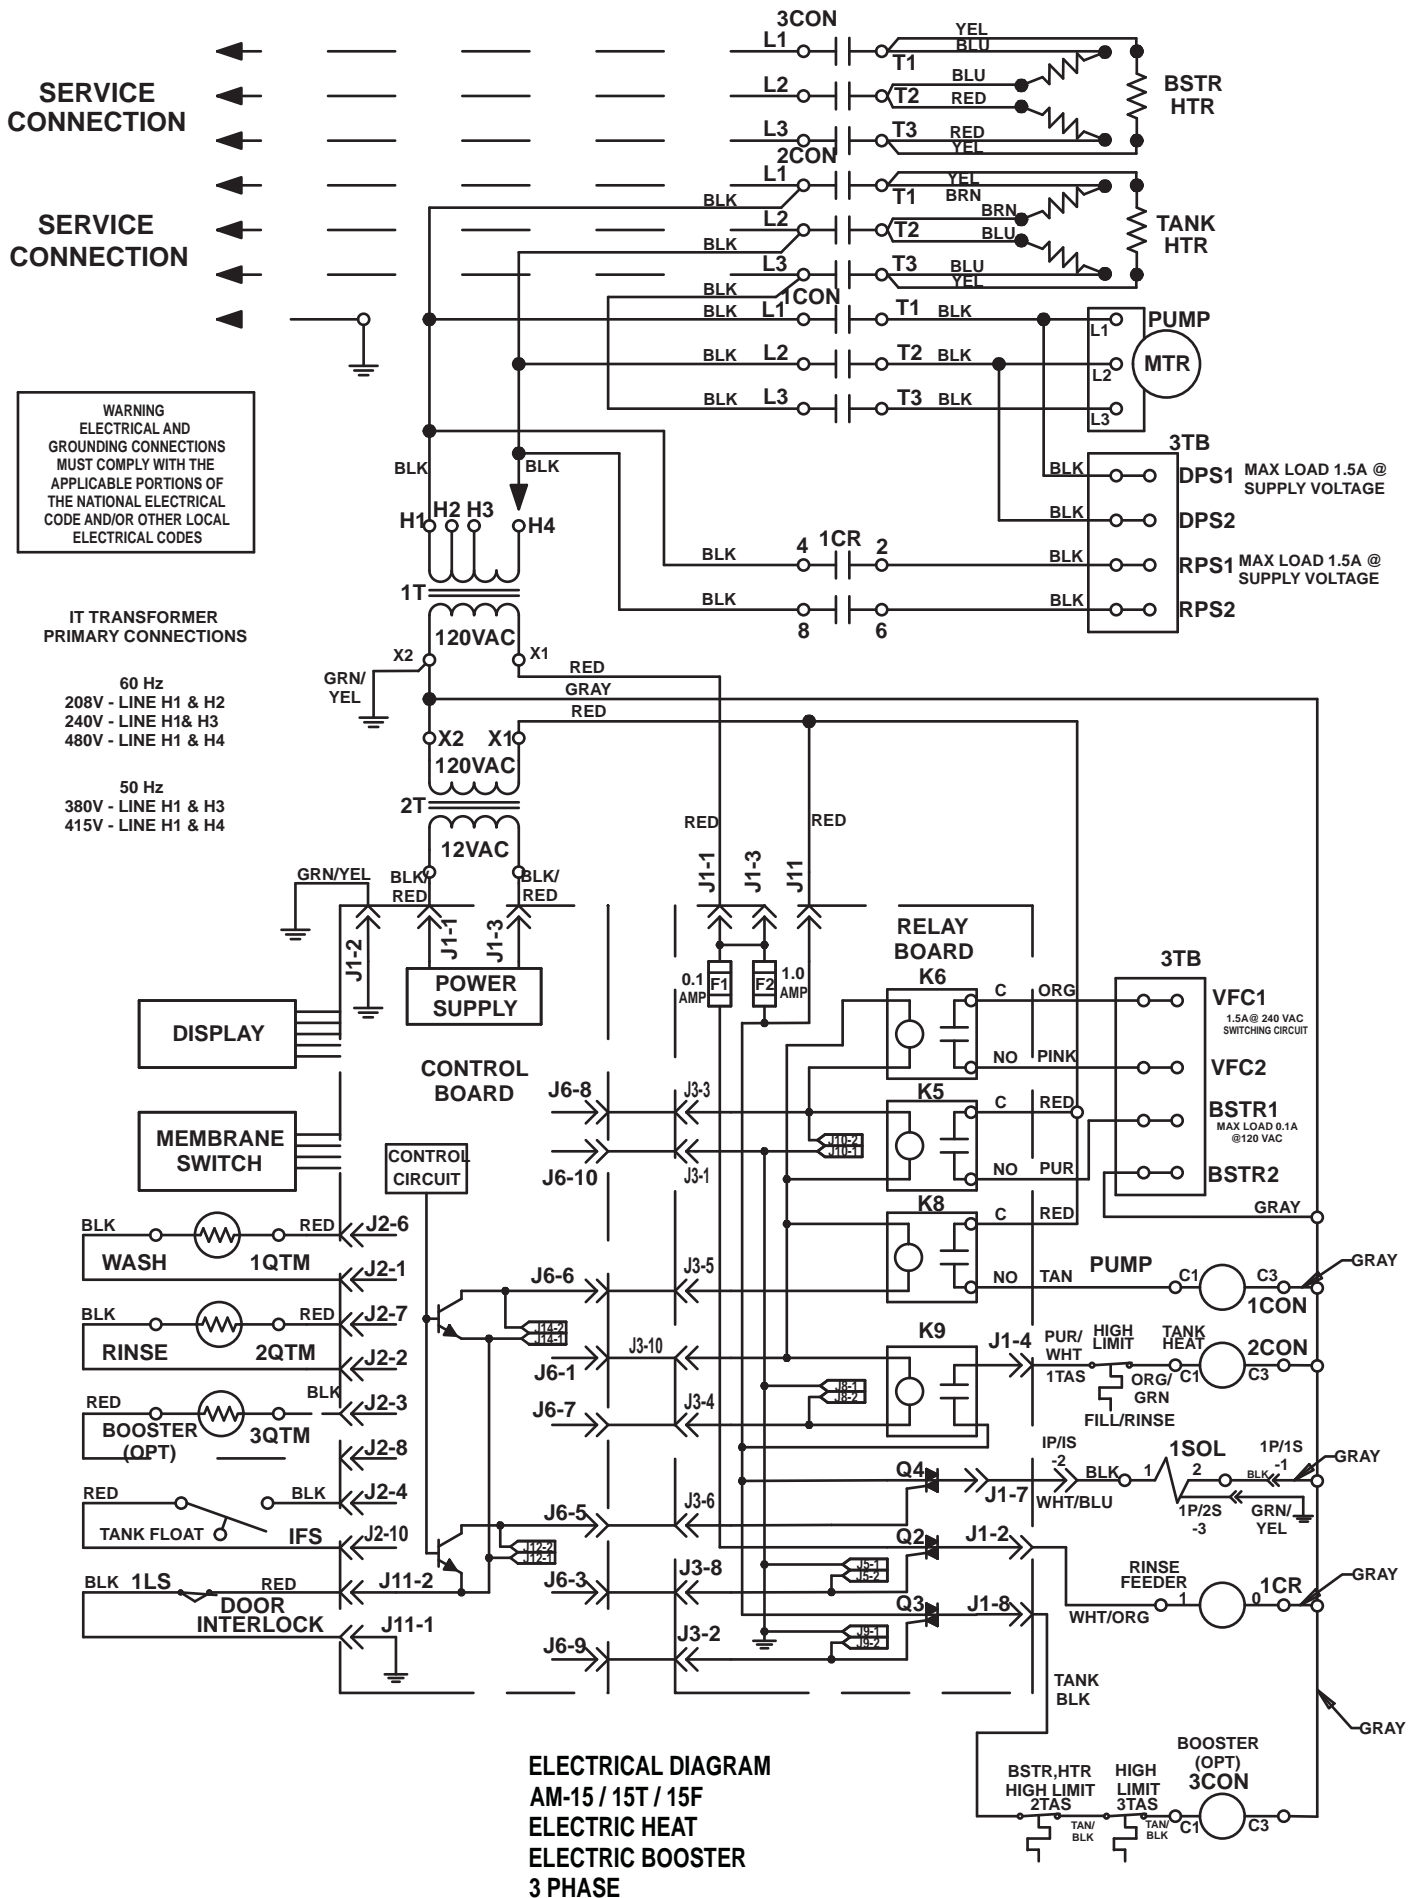 3CON
L1
T1
YEL
BLU
L2
T2
BLU
RED
BSTR
HTR
L3
T3
RED
YEL
SERVICE
CONNECTION
2CON
L1
T1
YEL
BRN
BLK
L2
T2
BRN
BLU
TANK
HTR
BLK
L3
T3
BLU
YEL
SERVICE
CONNECTION
BLK
BLK
1CON
L1
T1
BLK
L1
PUMP
BLK
L2
T2
BLK
L2
MTR
BLK
L3
T3
BLK
L3
WARNING
ELECTRICAL AND
GROUNDING CONNECTIONS
MUST COMPLY WITH THE
APPLICABLE PORTIONS OF
THE NATIONAL ELECTRICAL
CODE AND/OR OTHER LOCAL
ELECTRICAL CODES
3TB
BLK
DPS1
MAX LOAD 1.5A @
SUPPLY VOLTAGE
BLK
DPS2
BLK
BLK
H1
H2
H3
H4
BLK
4
1CR
2
BLK
RPS1
MAX LOAD 1.5A @
SUPPLY VOLTAGE
BLK
8
6
BLK
RPS2
1T
120VAC
X2
X1
GRN/
YEL
RED
GRAY
RED
IT TRANSFORMER
PRIMARY CONNECTIONS
60 Hz
208V - LINE H1 & H2
240V - LINE H1& H3
480V - LINE H1 & H4
50 Hz
380V - LINE H1 & H3
415V - LINE H1 & H4
X2
X1
120VAC
2T
12VAC
RED
RED
GRN/YEL
BLK/
RED
BLK/
RED
J1-2
J1-1
J1-3
J1-1
J1-3
J11
POWER
SUPPLY
0.1
AMP
F1
F2
1.0
AMP
RELAY
BOARD
DISPLAY
CONTROL
BOARD
MEMBRANE
SWITCH
CONTROL
CIRCUIT
K6
C
ORG
NO
PINK
3TB
VFC1
1.5A@ 240 VAC
SWITCHING CIRCUIT
VFC2
BSTR1
MAX LOAD 0.1A
@120 VAC
BSTR2
GRAY
J6-8
J3-3
K5
C
RED
J10-2
J10-1
J6-10
J3-1
NO
PUR
K8
C
RED
BLK
RED
J2-6
WASH
1QTM
J2-1
J6-6
J3-5
NO
TAN
PUMP
C1
C3
1CON
GRAY
BLK
RED
J2-7
RINSE
2QTM
J2-2
J14-2
J14-1
K9
J6-1
J3-10
J1-4
PUR/
WHT
1TAS
HIGH
LIMIT
ORG/
GRN
FILL/RINSE
TANK
HEAT
C1
C3
2CON
J8-1
J8-2
RED
BLK
J2-3
BOOSTER
(OPT)
3QTM
J2-8
J6-7
J3-4
Q4
J1-7
IP/IS
-2
WHT/BLU
BLK
1
1SOL
2
1P/1S
-1
BLK
GRAY
1P/2S
-3
GRN/
YEL
RED
BLK
J2-4
TANK FLOAT
IFS
J2-10
J6-5
J3-6
Q2
J1-2
J12-2
J12-1
J5-1
J5-2
BLK
1LS
RED
J11-2
DOOR
INTERLOCK
J11-1
J6-3
J3-8
Q3
J1-8
WHT/ORG
RINSE
FEEDER
1
0
1CR
GRAY
J9-1
J9-2
J6-9
J3-2
TANK
BLK
GRAY
BSTR,HTR
HIGH LIMIT
2TAS
TAN/
BLK
HIGH
LIMIT
3TAS
TAN/
BLK
BOOSTER
(OPT)
3CON
C1
C3
ELECTRICAL DIAGRAM
AM-15 / 15T / 15F
ELECTRIC HEAT
ELECTRIC BOOSTER
3 PHASE